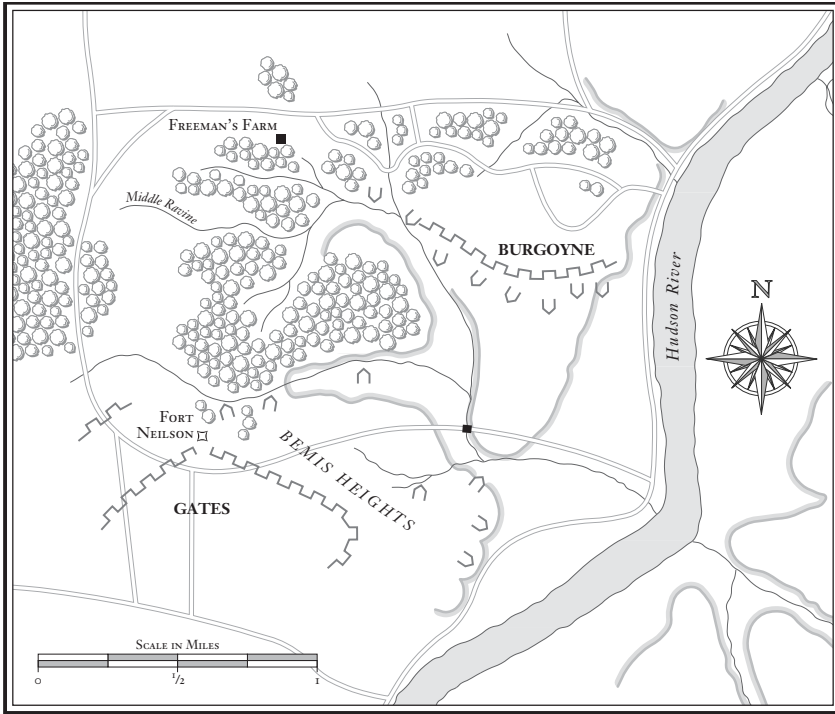 FREEMAN'S FARM
Middle Ravine
BURGOYNE
Hudson River
N
FORT
NEILSON
BEMIS HEIGHTS
GATES
SCALE IN MILES
0 1/2 1